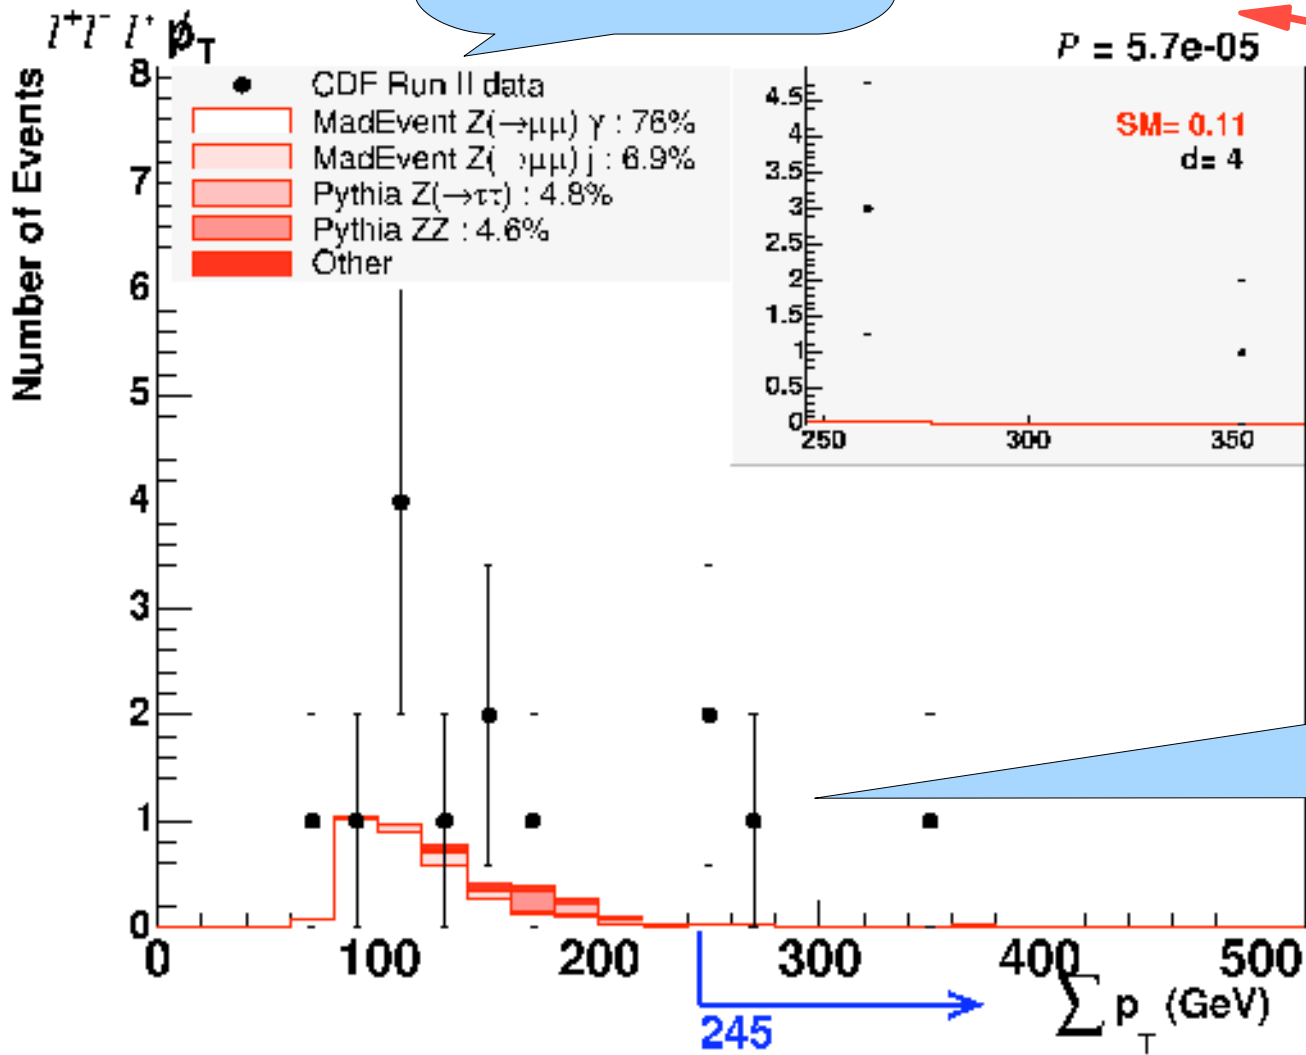 l⁺l⁻ l⁺ p̸_T
P = 5.7e-05
Number of Events
CDF Run II data
MadEvent Z(→μμ) γ : 76%
MadEvent Z( →μμ) j : 6.9%
Pythia Z(→ττ) : 4.8%
Pythia ZZ : 4.6%
Other
SM= 0.11
d= 4
4.5
4
3.5
3
2.5
2
1.5
1
0.5
0
250 300 350
8
7
6
5
4
3
2
1
0
0 100 200 300 400 500
∑ p_T (GeV)
245